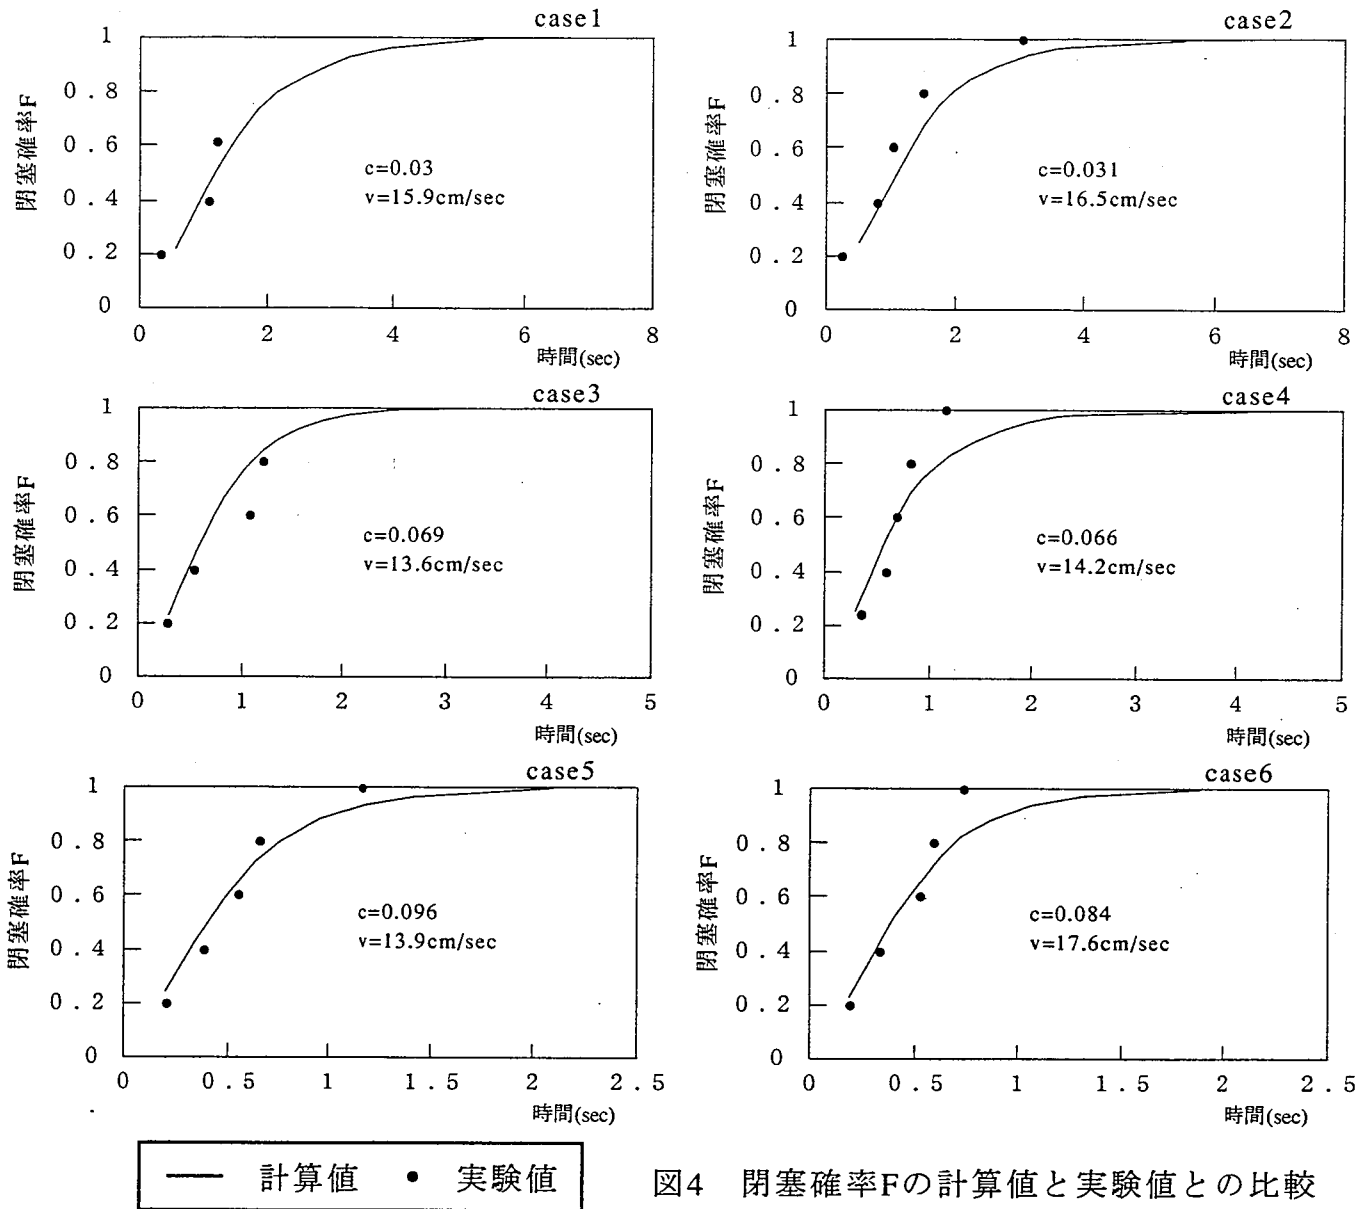 case1
閉塞確率F
1
0.8
0.6
0.4
0.2
0
c=0.03
v=15.9cm/sec
0 2 4 6 8
時間(sec)
case2
閉塞確率F
1
0.8
0.6
0.4
0.2
0
c=0.031
v=16.5cm/sec
0 2 4 6 8
時間(sec)
case3
閉塞確率F
1
0.8
0.6
0.4
0.2
0
c=0.069
v=13.6cm/sec
0 1 2 3 4 5
時間(sec)
case4
閉塞確率F
1
0.8
0.6
0.4
0.2
0
c=0.066
v=14.2cm/sec
0 1 2 3 4 5
時間(sec)
case5
閉塞確率F
1
0.8
0.6
0.4
0.2
0
c=0.096
v=13.9cm/sec
0 0.5 1 1.5 2 2.5
時間(sec)
case6
閉塞確率F
1
0.8
0.6
0.4
0.2
0
c=0.084
v=17.6cm/sec
0 0.5 1 1.5 2 2.5
時間(sec)
計算値 実験値
図4 閉塞確率Fの計算値と実験値との比較